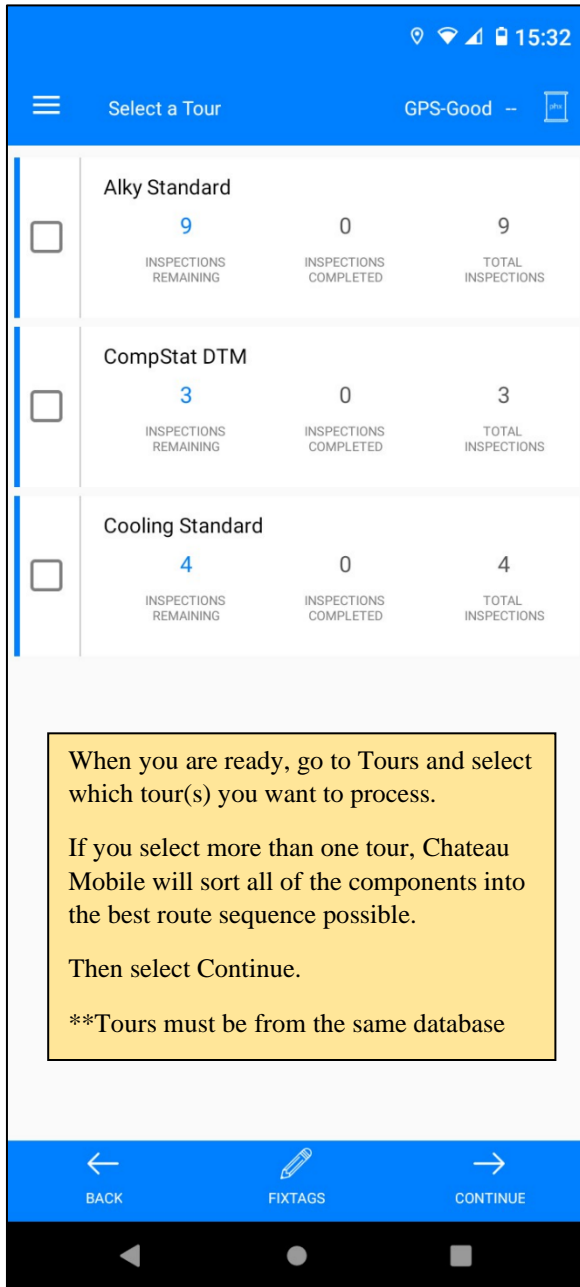 15:32
Select a Tour
GPS-Good --
phx
Alky Standard
9 0 9
INSPECTIONS REMAINING
INSPECTIONS COMPLETED
TOTAL INSPECTIONS
CompStat DTM
3 0 3
INSPECTIONS REMAINING
INSPECTIONS COMPLETED
TOTAL INSPECTIONS
Cooling Standard
4 0 4
INSPECTIONS REMAINING
INSPECTIONS COMPLETED
TOTAL INSPECTIONS
When you are ready, go to Tours and select
which tour(s) you want to process.
If you select more than one tour, Chateau
Mobile will sort all of the components into
the best route sequence possible.
Then select Continue.
**Tours must be from the same database
BACK FIXTAGS CONTINUE